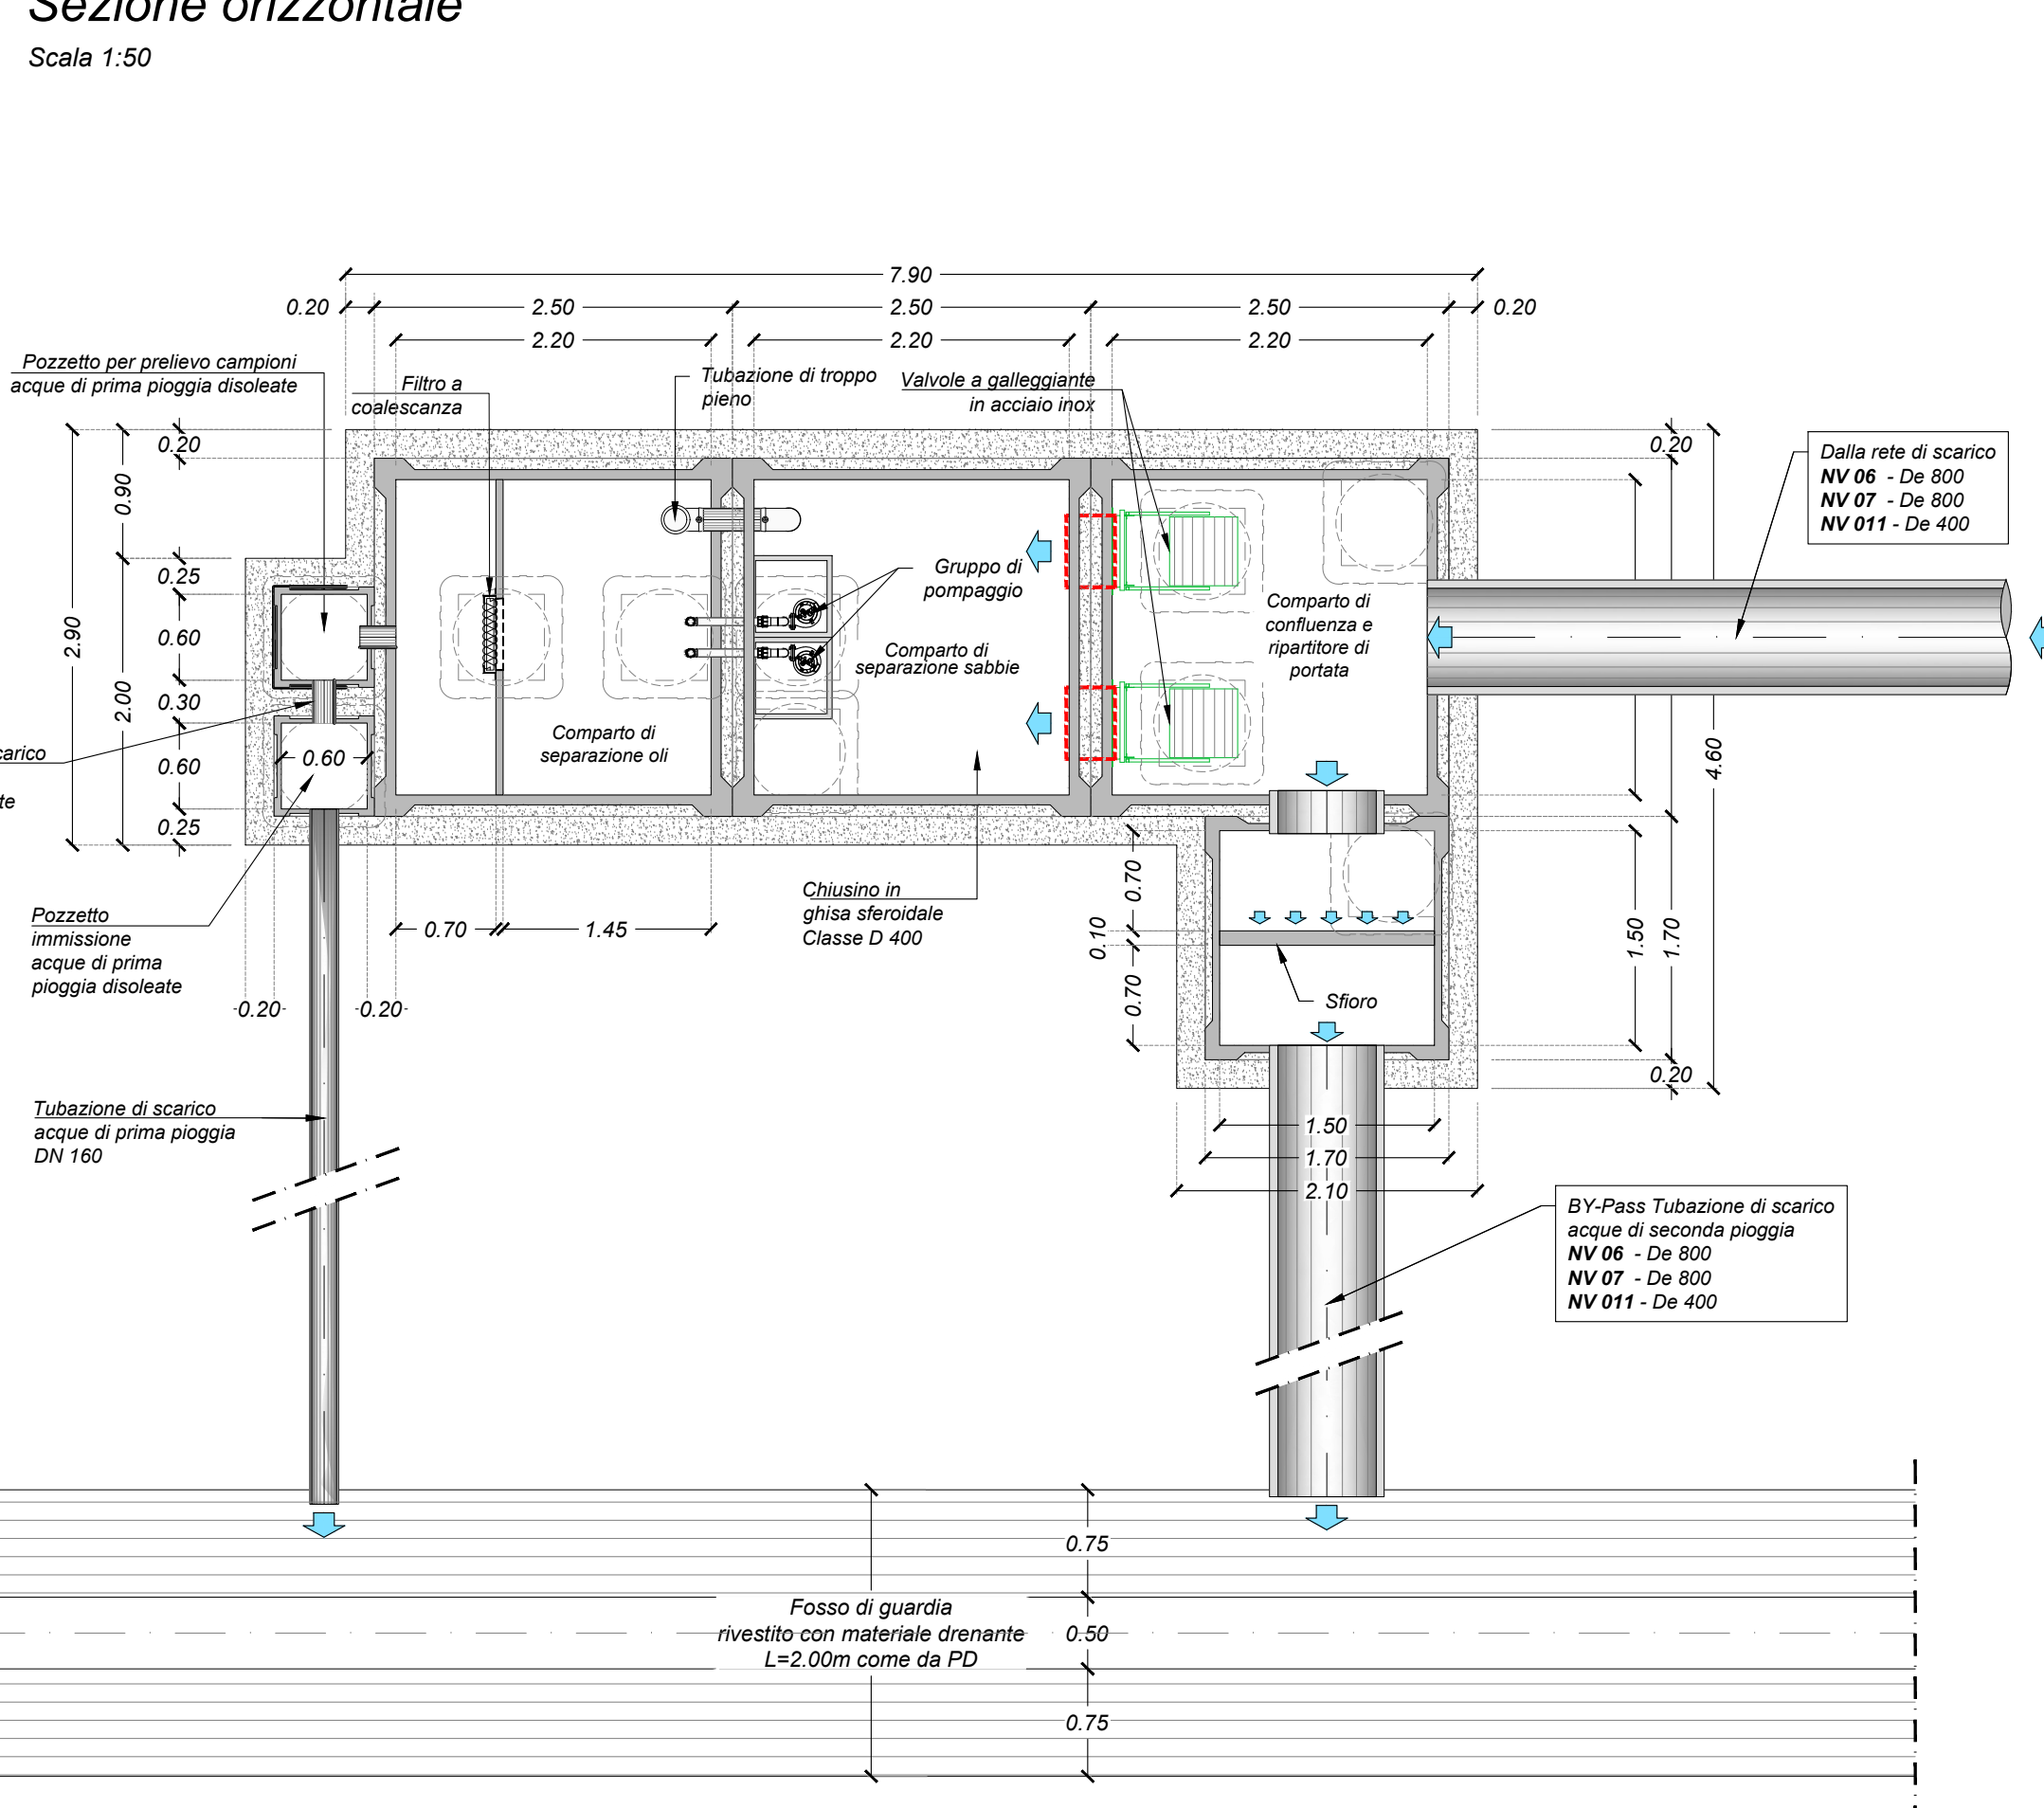 Sezione orizzontale
Scala 1:50
7.90
0.20
2.50
2.50
2.50
0.20
2.20
2.20
2.20
Pozzetto per prelievo campioni
acque di prima pioggia disoleate
Filtro a
coalescanza
Tubazione di troppo
pieno
Valvole a galleggiante
in acciaio inox
0.20
0.90
0.25
0.60
0.30
0.60
0.25
2.00
2.90
0.60
Gruppo di
pompaggio
Comparto di
separazione sabbie
Comparto di
confluenza e
ripartitore di
portata
Comparto di
separazione oli
0.20
Dalla rete di scarico
NV 06 - De 800
NV 07 - De 800
NV 011 - De 400
4.60
1.50
1.70
0.20
carico
te
Pozzetto
immissione
acque di prima
pioggia disoleate
0.20
0.20
0.70
1.45
Chiusino in
ghisa sferoidale
Classe D 400
0.70
0.10
0.70
Sfioro
1.50
1.70
2.10
Tubazione di scarico
acque di prima pioggia
DN 160
BY-Pass Tubazione di scarico
acque di seconda pioggia
NV 06 - De 800
NV 07 - De 800
NV 011 - De 400
0.75
Fosso di guardia
rivestito con materiale drenante
L=2.00m come da PD
0.50
0.75